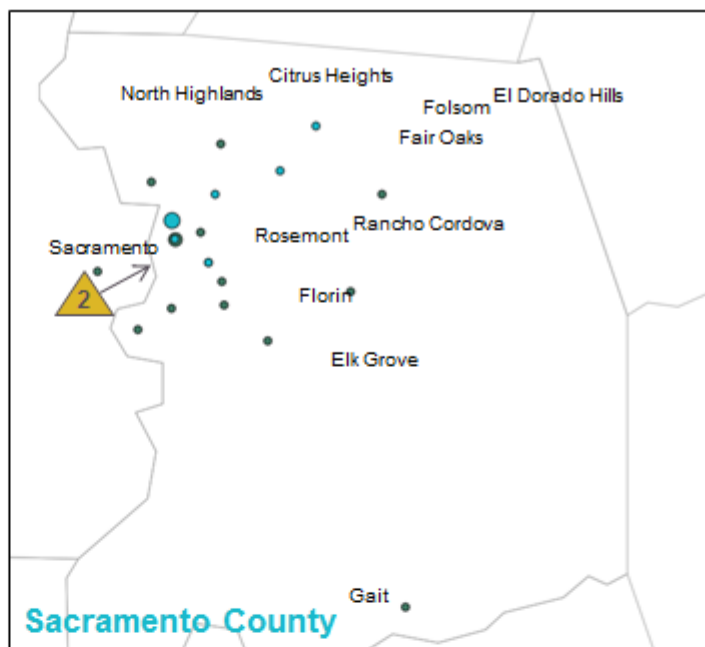 Citrus Heights
North Highlands
El Dorado Hills
Folsom
Fair Oaks
Rancho Cordova
Rosemont
Sacramento
2
Florin
Elk Grove
Gait
Sacramento County